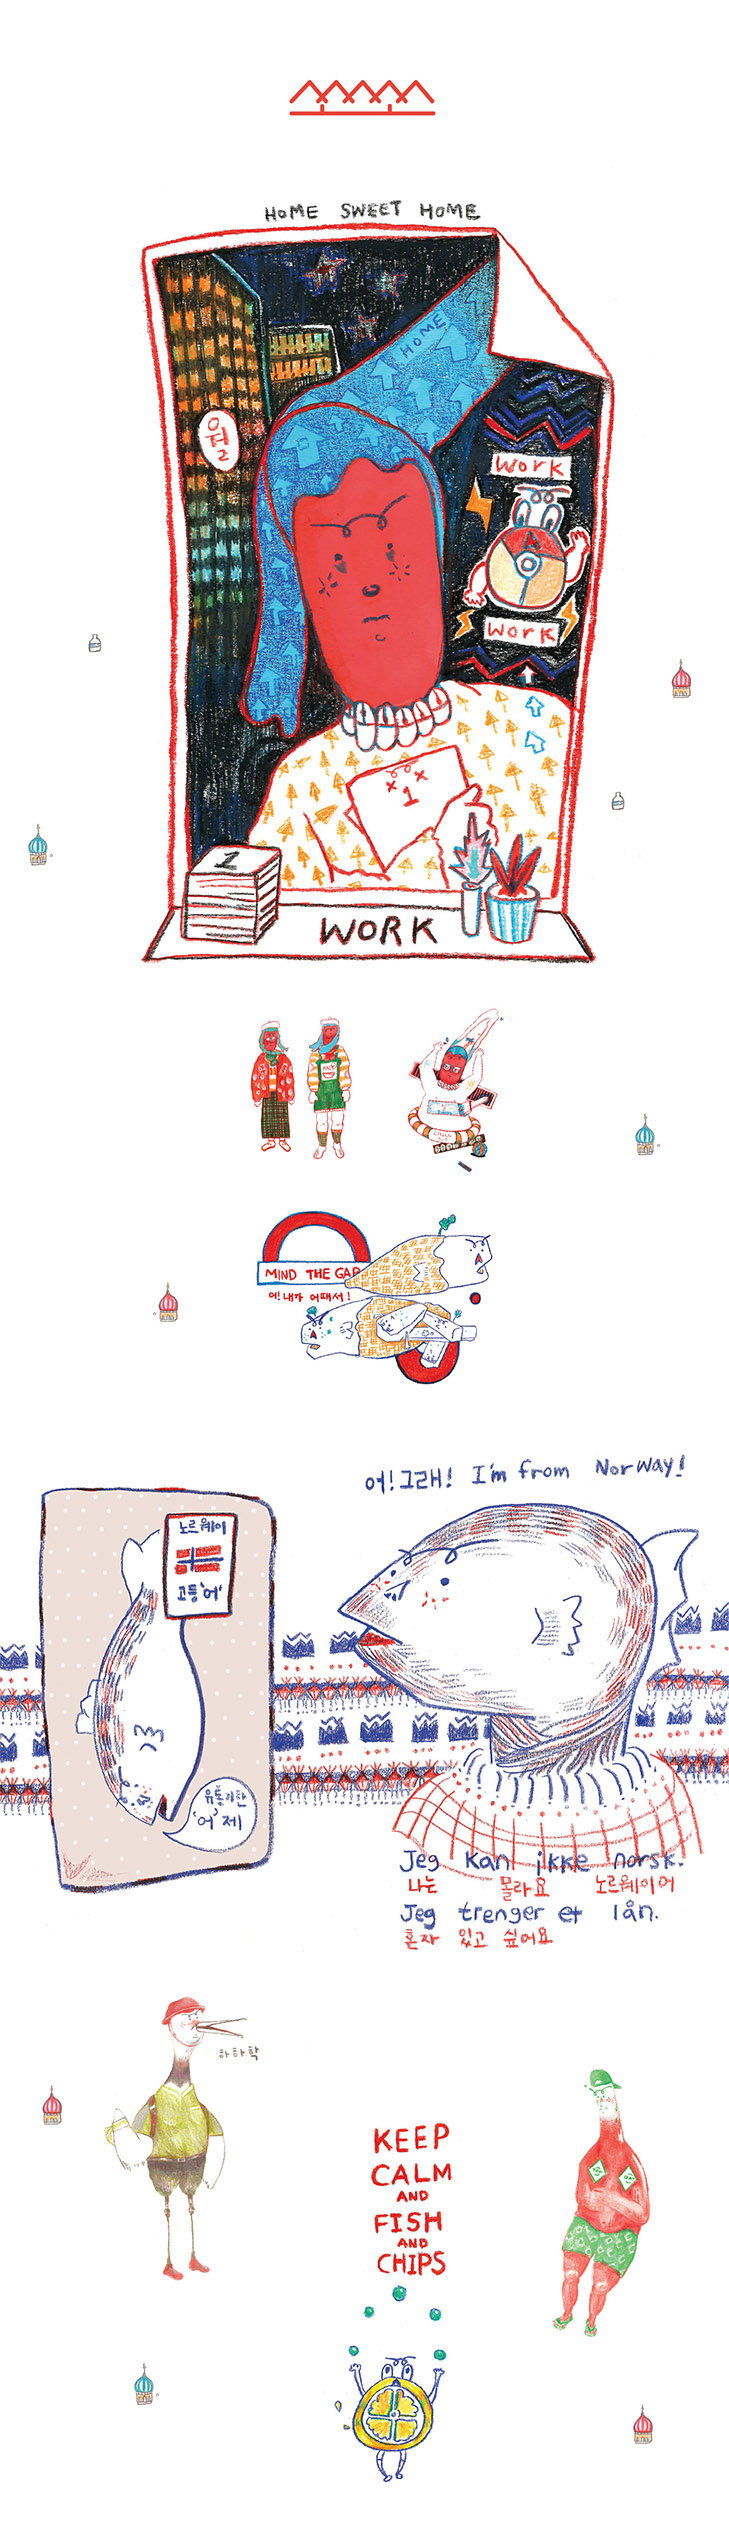 HOME SWEET HOME
HOME
월
WORK
WORK
1
1
WORK
MIND THE GAP
어! 내가 어때서!
어! 그래! I'm from Norway!
노르웨이
고등'어'
유통기한
'어'제
Jeg kan ikke norsk.
나는 몰라요 노르웨이어
Jeg trenger et lån.
혼자 있고 싶어요
하하학
KEEP
CALM
AND
FISH
AND
CHIPS